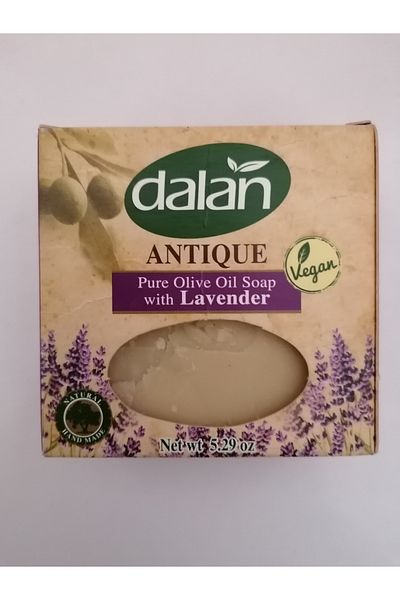 dalan
ANTIQUE
Vegan
Pure Olive Oil Soap
with Lavender
NATURAL
HAND MADE
Net wt 5.29 oz